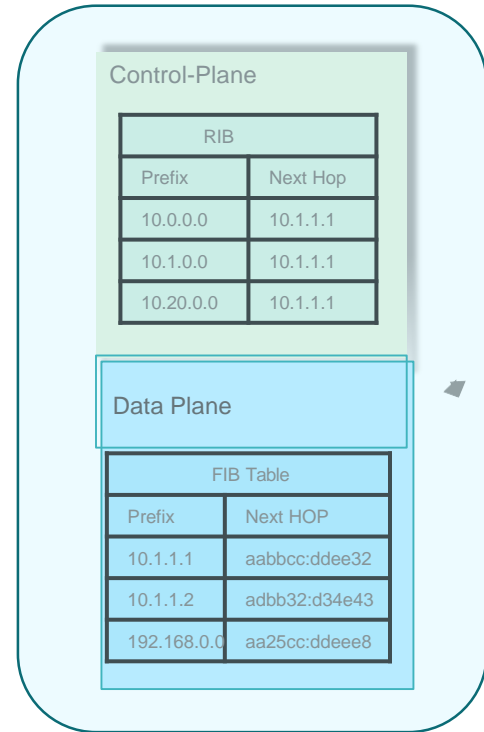 Control-Plane
RIB
Prefix Next Hop
10.0.0.0 10.1.1.1
10.1.0.0 10.1.1.1
10.20.0.0 10.1.1.1
Data Plane
FIB Table
Prefix Next HOP
10.1.1.1 aabbcc:ddee32
10.1.1.2 adbb32:d34e43
192.168.0.0 aa25cc:ddeee8